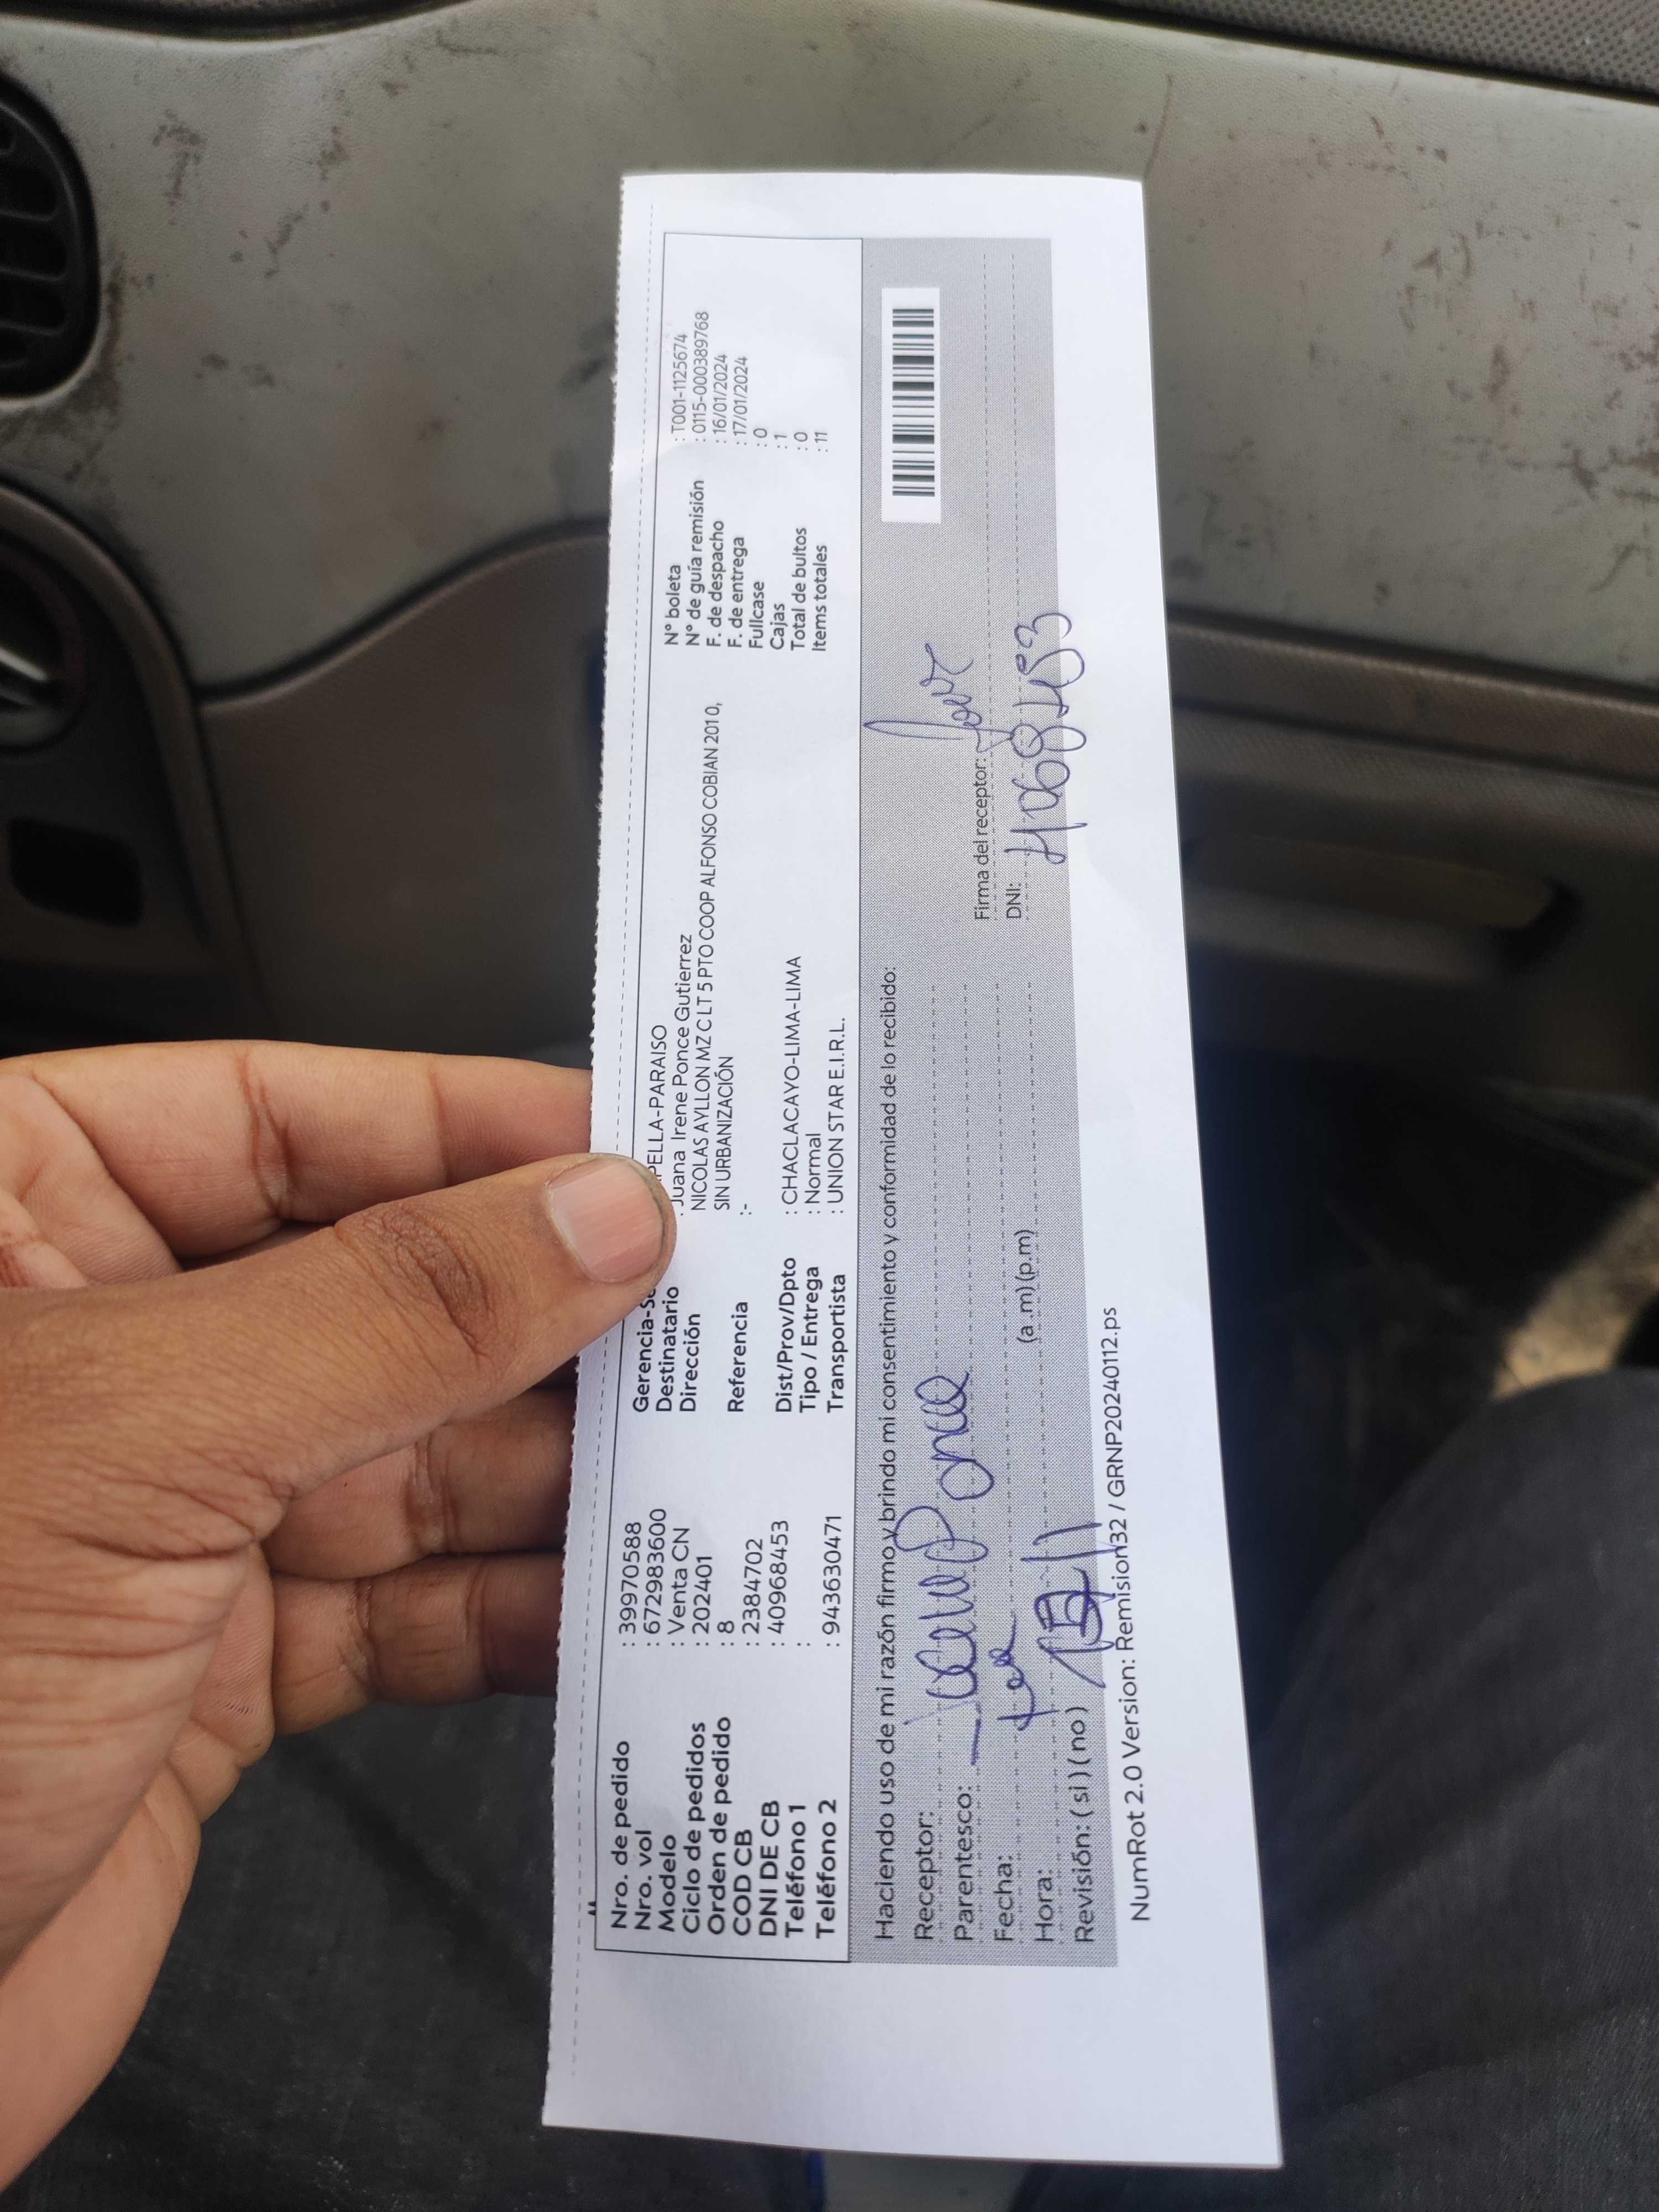 Nro. de pedido : 39970588
Nro. vol : 672983600
Modelo : Venta CN
Ciclo de pedidos : 202401
Orden de pedido : 8
COD CB : 2384702
DNI DE CB : 40968453
Teléfono 1 :
Teléfono 2 : 943630471
Gerencia-Se PELLA-PARAISO
Destinatario : Juana Irene Ponce Gutierrez
Dirección NICOLAS AYLLON MZ C LT 5 PTO COOP ALFONSO COBIAN 2010,
SIN URBANIZACIÓN
Referencia :-
Dist/Prov/Dpto : CHACLACAYO-LIMA-LIMA
Tipo / Entrega : Normal
Transportista : UNION STAR E.I.R.L.
N° boleta : T001-1125674
N° de guía remisión : 0115-000389768
F. de despacho : 16/01/2024
F. de entrega : 17/01/2024
Fullcase : 0
Cajas : 1
Total de bultos : 0
Items totales : 11
Haciendo uso de mi razón firmo y brindo mi consentimiento y conformidad de lo recibido:
Receptor: Ponce
Parentesco:
Fecha:
Hora: (a .m) (p.m)
Revisión: ( si ) ( no )
Firma del receptor:
DNI: 40968453
NumRot 2.0 Version: Remision32 / GRNP20240112.ps